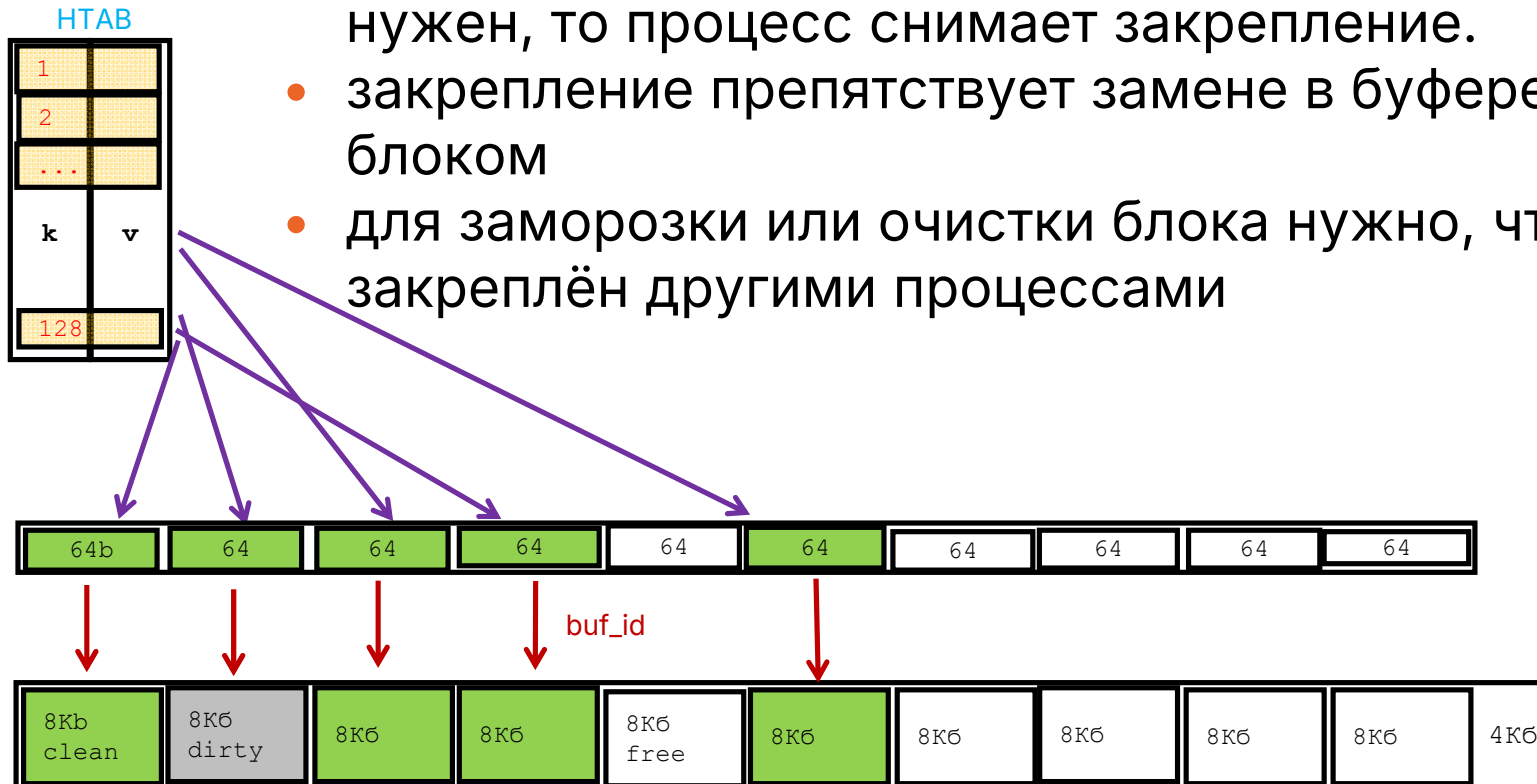 HTAB
нужен, то процесс снимает закрепление.
1
• закрепление препятствует замене в буфере
2
блоком
...
k v
• для заморозки или очистки блока нужно, чт
закреплён другими процессами
128
64b 64 64 64 64 64 64 64 64 64
buf_id
8Kb clean
8Кб dirty
8Кб
8Кб
8Кб free
8Кб
8Кб
8Кб
8Кб
8Кб
4Кб